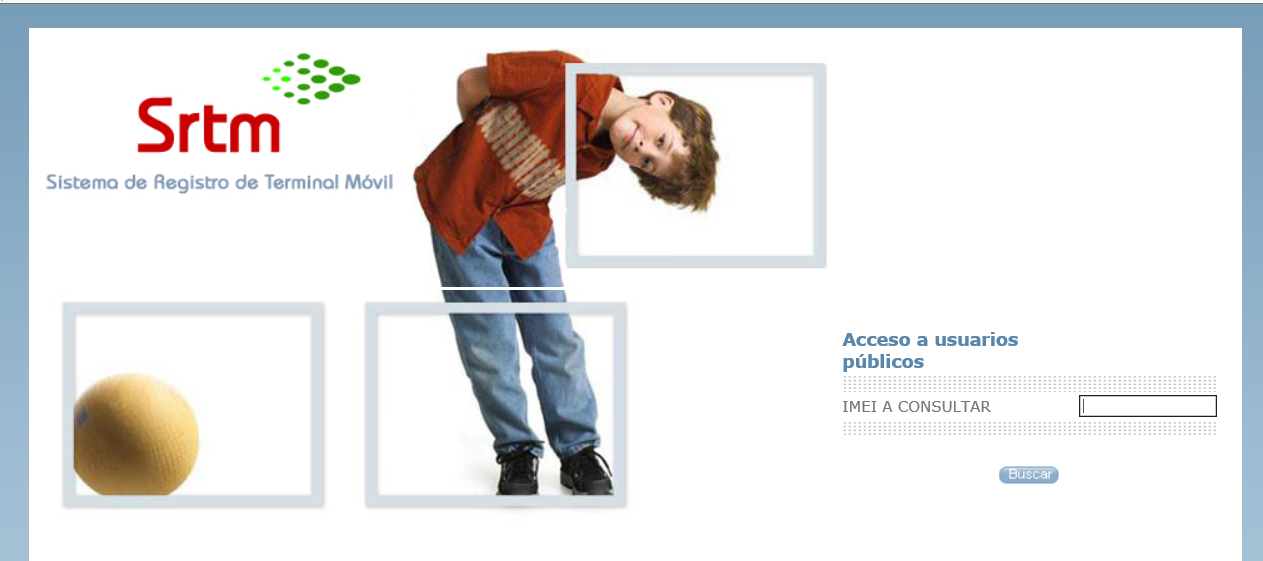 Srtm
Sistema de Registro de Terminal Móvil
Acceso a usuarios
públicos
IMEI A CONSULTAR
Buscar